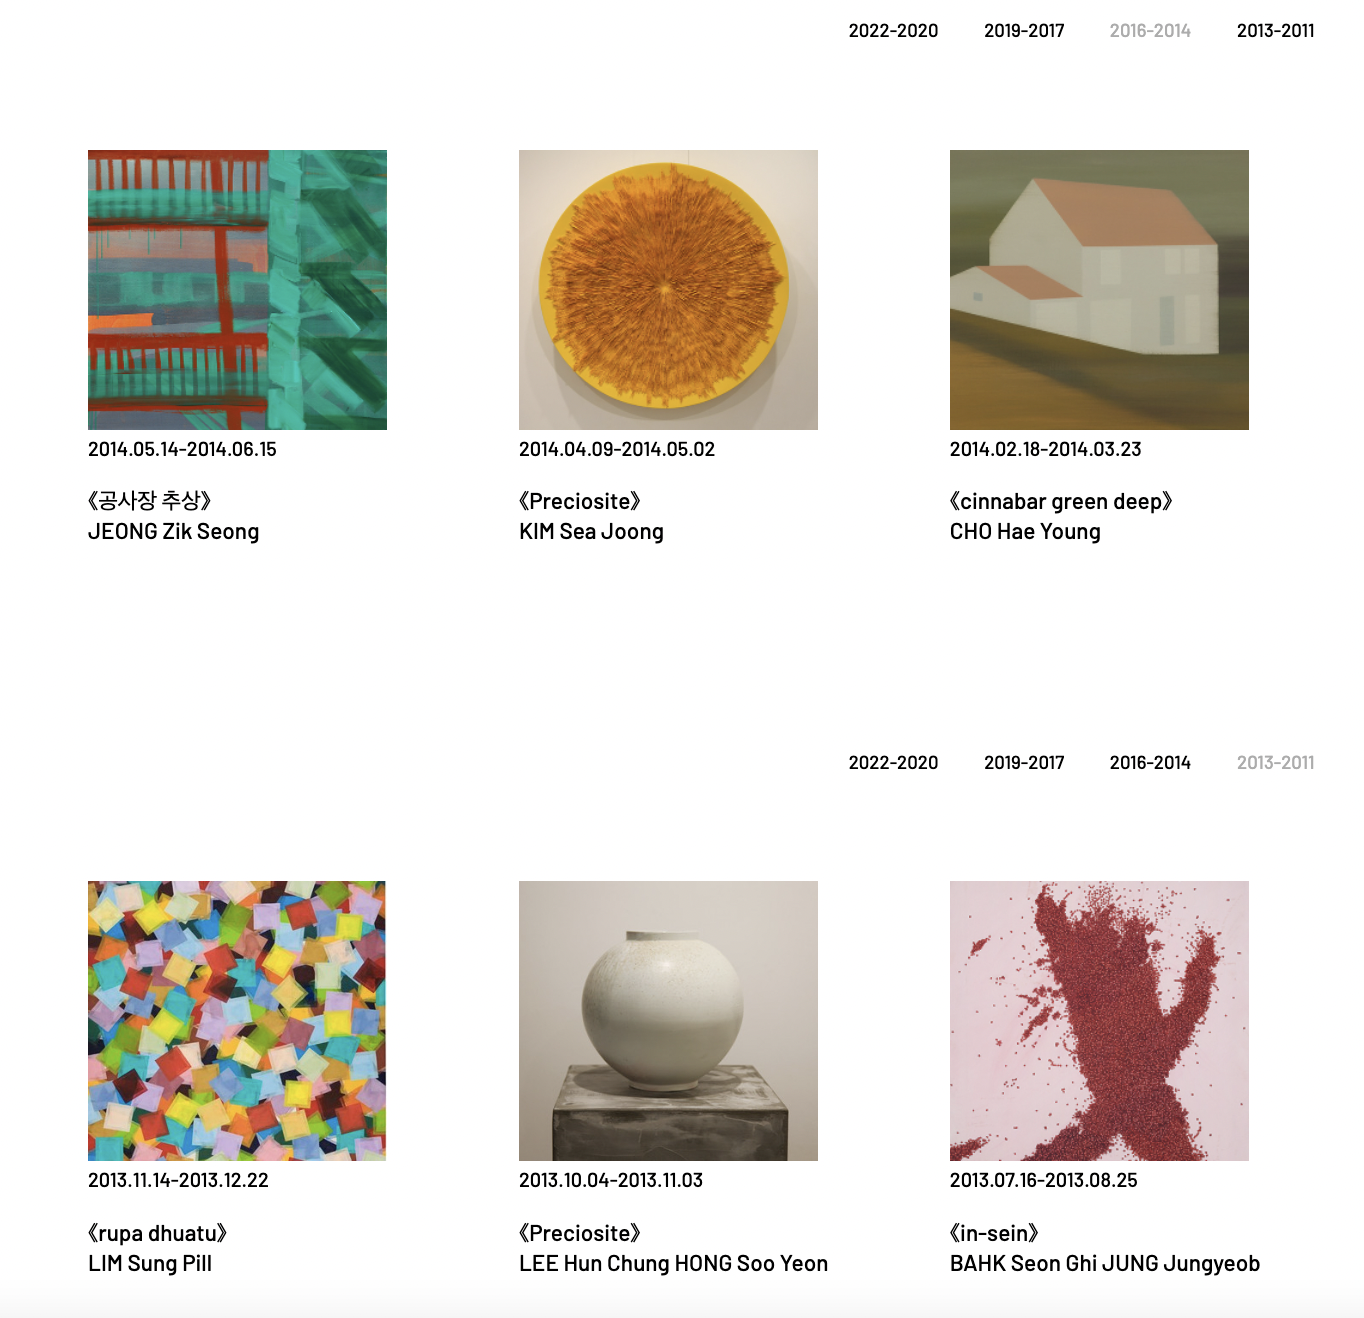 2022-2020 2019-2017 2016-2014 2013-2011
2014.05.14-2014.06.15
《공사장 추상》
JEONG Zik Seong
2014.04.09-2014.05.02
《Preciosite》
KIM Sea Joong
2014.02.18-2014.03.23
《cinnabar green deep》
CHO Hae Young
2022-2020 2019-2017 2016-2014 2013-2011
2013.11.14-2013.12.22
《rupa dhuatu》
LIM Sung Pill
2013.10.04-2013.11.03
《Preciosite》
LEE Hun Chung HONG Soo Yeon
2013.07.16-2013.08.25
《in-sein》
BAHK Seon Ghi JUNG Jungyeob